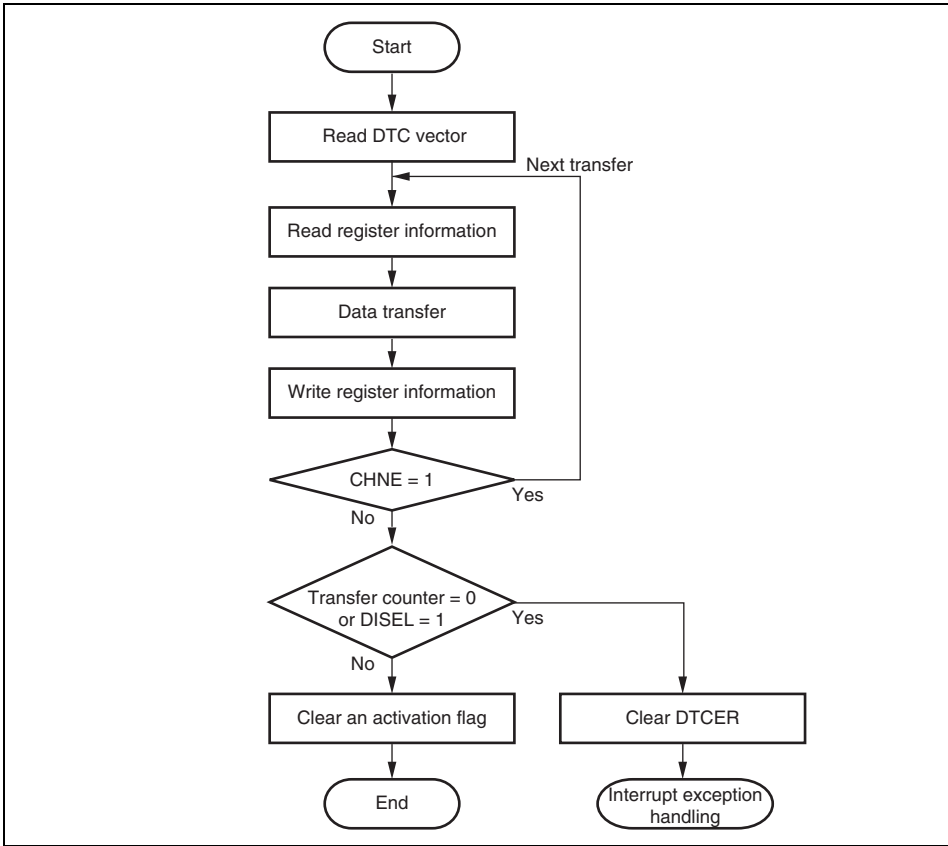 Start
Read DTC vector
Next transfer
Read register information
Data transfer
Write register information
CHNE = 1
Yes
No
Transfer counter = 0
or DISEL = 1
Yes
No
Clear an activation flag
Clear DTCER
End
Interrupt exception
handling